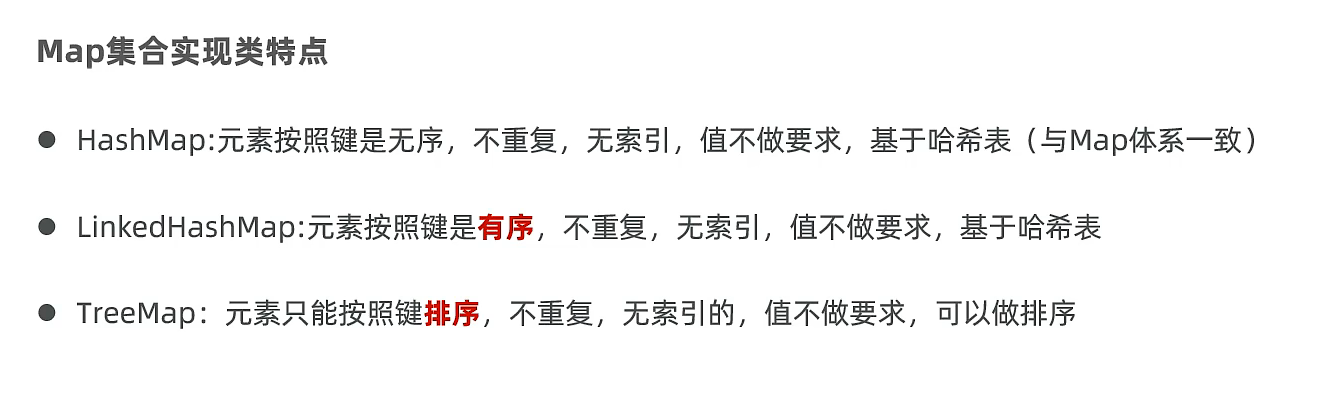 Map集合实现类特点
● HashMap:元素按照键是无序，不重复，无索引，值不做要求，基于哈希表（与Map体系一致）
● LinkedHashMap:元素按照键是有序，不重复，无索引，值不做要求，基于哈希表
● TreeMap：元素只能按照键排序，不重复，无索引的，值不做要求，可以做排序